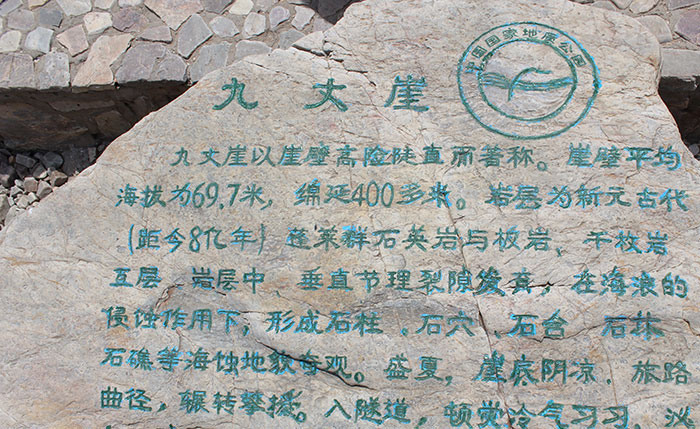 中国国家地质公园
九丈崖
九丈崖以崖壁高险陡直而著称。崖壁平均
海拔为69.7米，绵延400多米。岩层为新元古代
(距今8亿年)蓬莱群石英岩与板岩、千枚岩
互层 岩层中 垂直节理裂隙发育，在海浪的
侵蚀作用下，形成石柱、石穴、石台 石林
石礁等海蚀地貌奇观。盛夏，崖底阴凉，旅路
曲径，辗转攀援。入隧道，顿觉冷气习习，